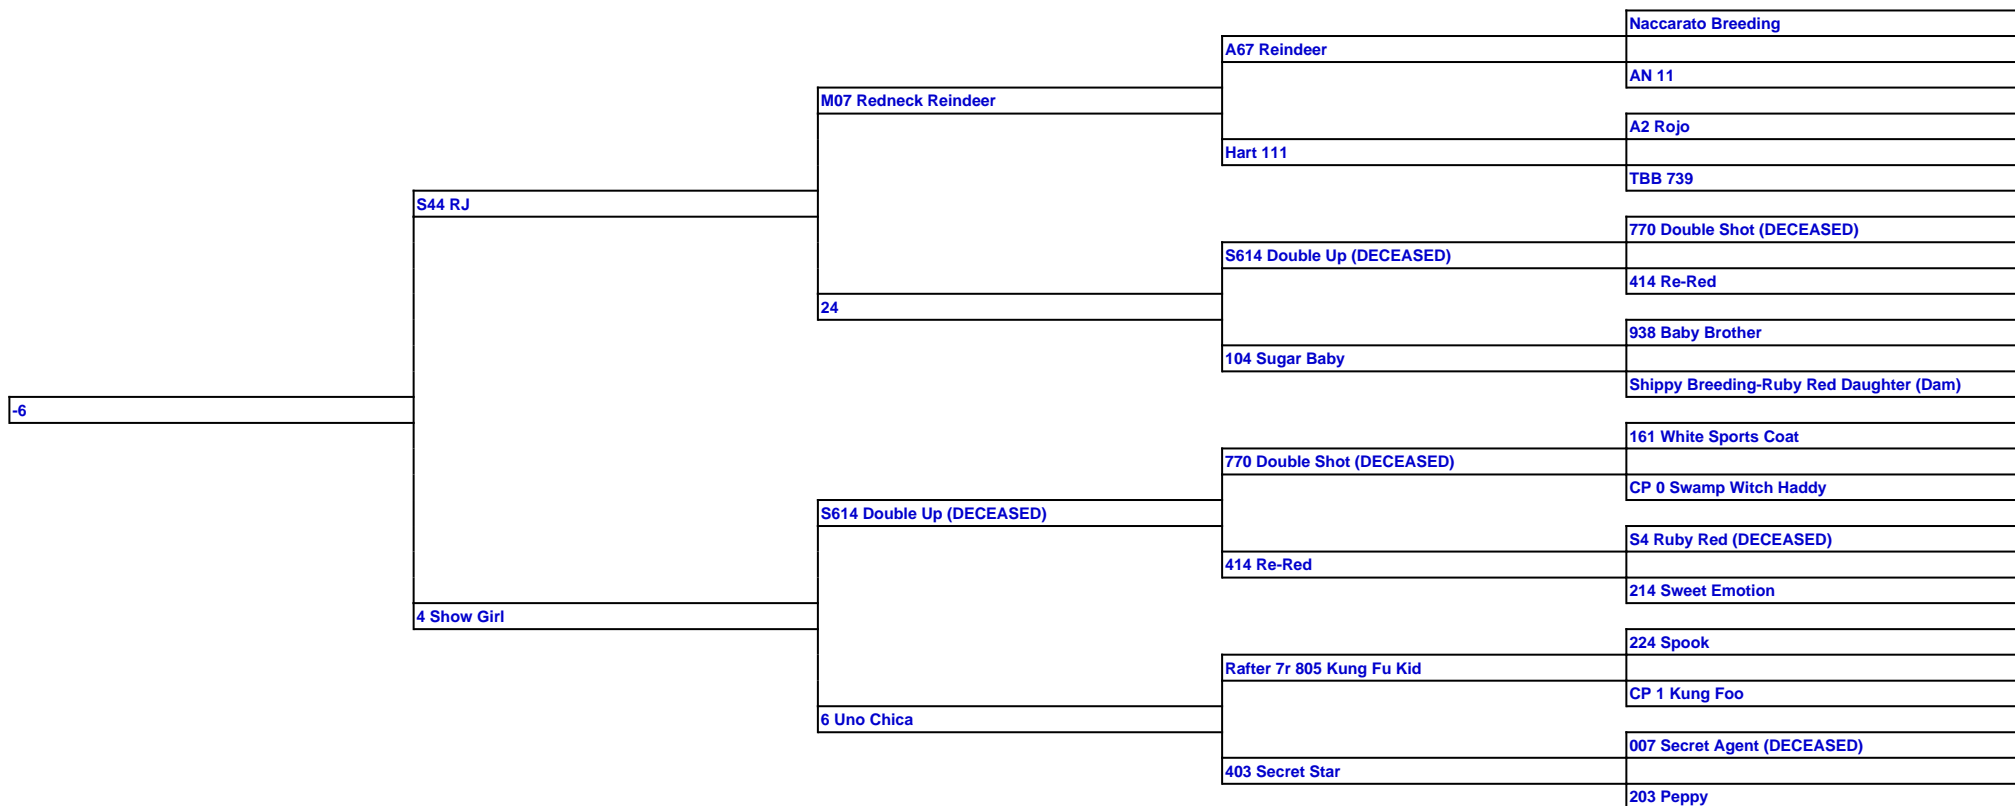 Naccarato Breeding
A67 Reindeer
AN 11
M07 Redneck Reindeer
A2 Rojo
Hart 111
TBB 739
S44 RJ
770 Double Shot (DECEASED)
S614 Double Up (DECEASED)
414 Re-Red
24
938 Baby Brother
104 Sugar Baby
Shippy Breeding-Ruby Red Daughter (Dam)
-6
161 White Sports Coat
770 Double Shot (DECEASED)
CP 0 Swamp Witch Haddy
S614 Double Up (DECEASED)
S4 Ruby Red (DECEASED)
414 Re-Red
214 Sweet Emotion
4 Show Girl
224 Spook
Rafter 7r 805 Kung Fu Kid
CP 1 Kung Foo
6 Uno Chica
007 Secret Agent (DECEASED)
403 Secret Star
203 Peppy